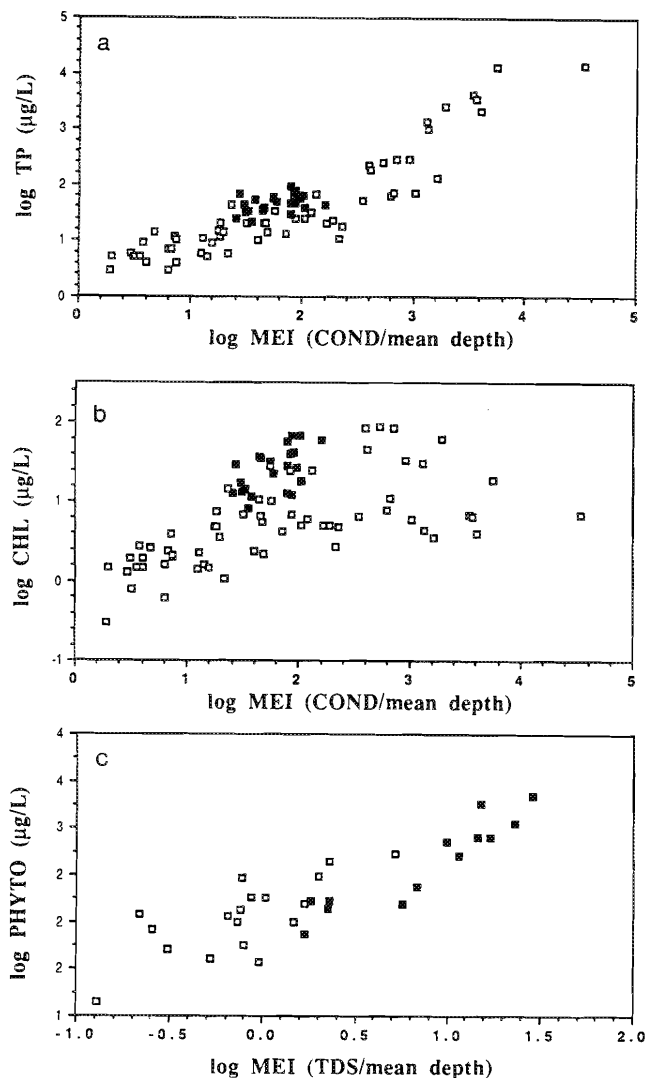 a
5
4
3
2
1
0
log TP (µg/L)
0 1 2 3 4 5
log MEI (COND/mean depth)
b
2
1
0
-1
log CHL (µg/L)
0 1 2 3 4 5
log MEI (COND/mean depth)
c
4
4
3
2
2
2
1
log PHYTO (µg/L)
-1.0 -0.5 0.0 0.5 1.0 1.5 2.0
log MEI (TDS/mean depth)